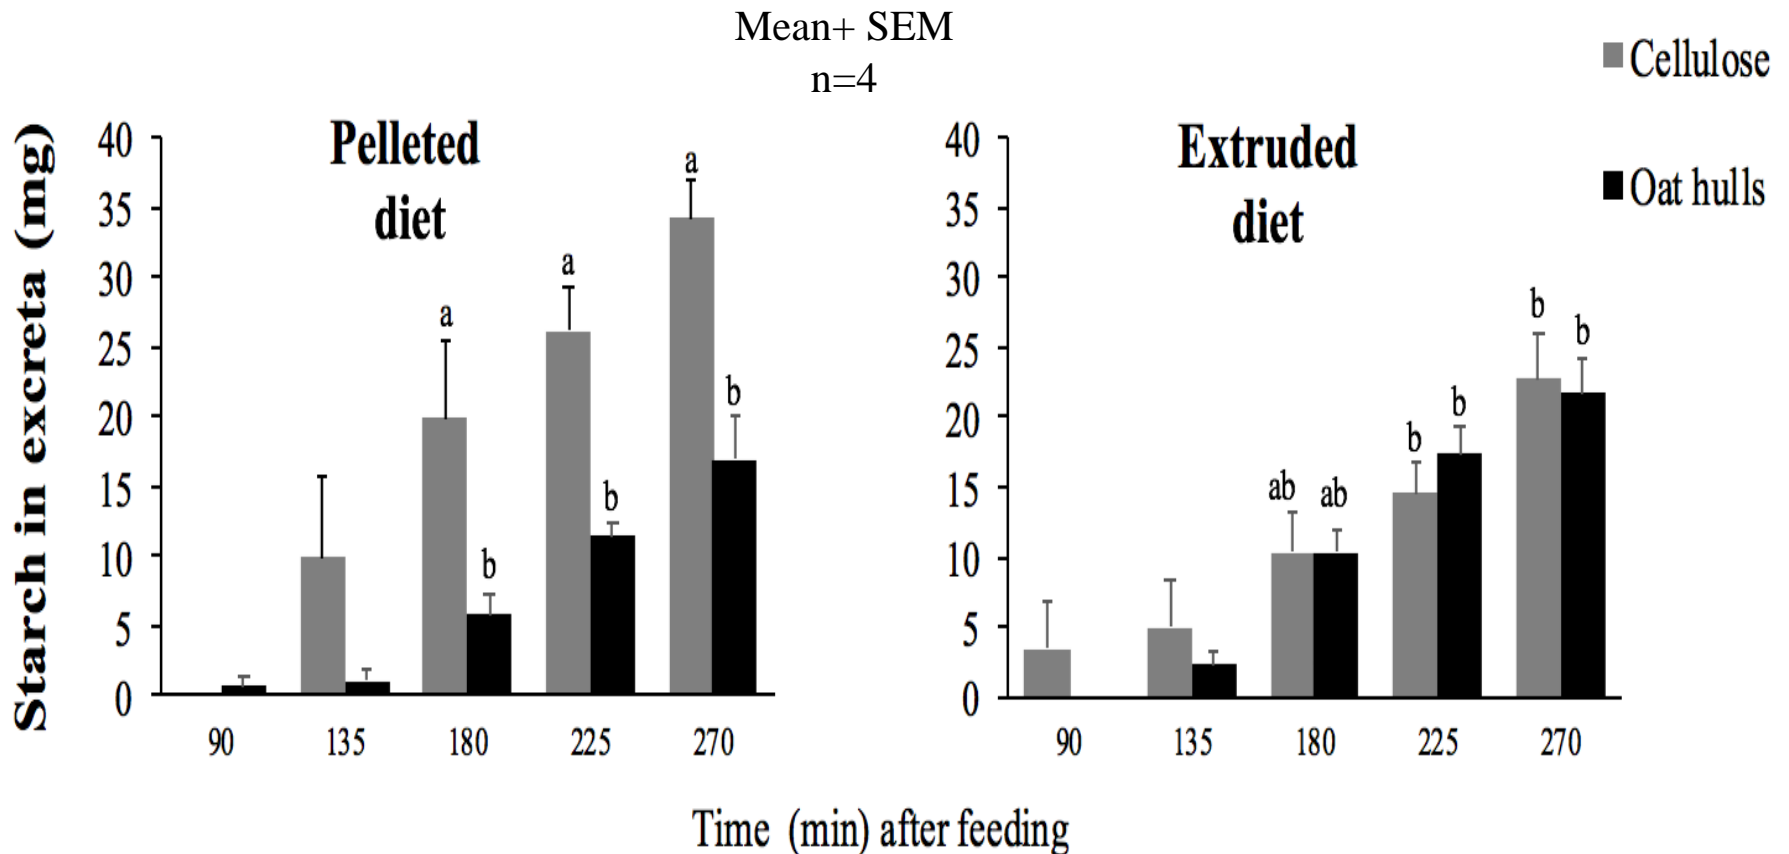 Mean+ SEM
n=4
Cellulose
Oat hulls
Starch in excreta (mg)
Pelleted
diet
40
35
30
25
20
15
10
5
0
a
a
a
b
b
b
90 135 180 225 270
Extruded
diet
40
35
30
25
20
15
10
5
0
b
b
b
b
ab ab
90 135 180 225 270
Time (min) after feeding